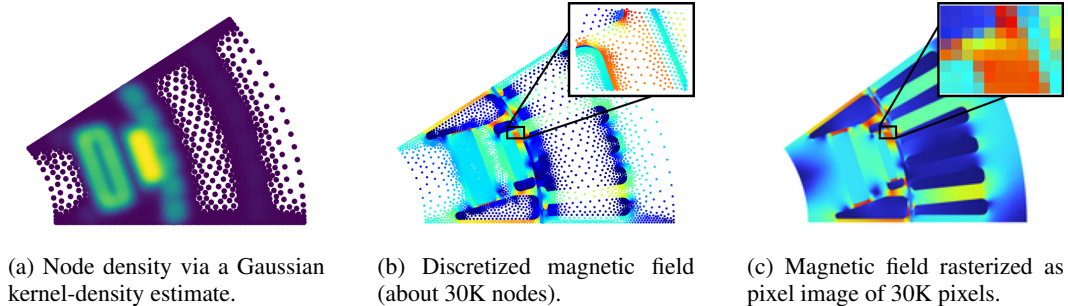 (a) Node density via a Gaussian
kernel-density estimate.
(b) Discretized magnetic field
(about 30K nodes).
(c) Magnetic field rasterized as
pixel image of 30K pixels.